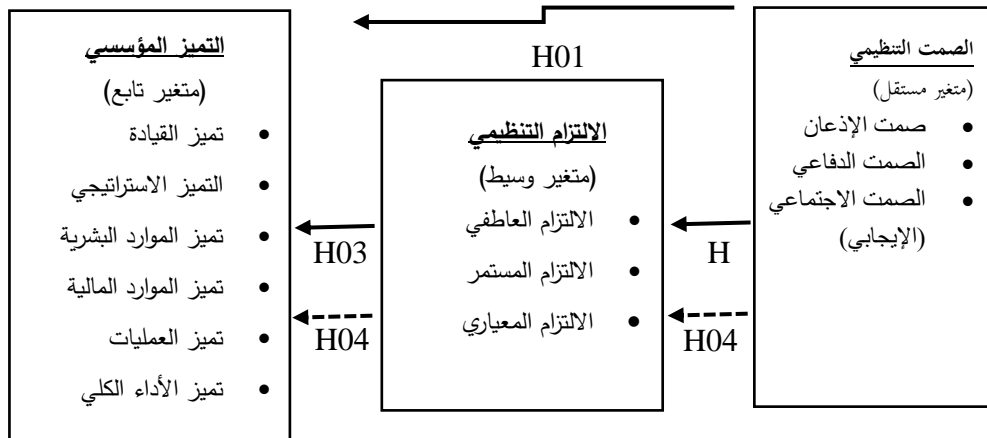 الصمت التنظيمي
(متغير مستقل)
• صمت الإذعان
• الصمت الدفاعي
• الصمت الاجتماعي
(الإيجابي)
H01
H
H04
الالتزام التنظيمي
(متغير وسيط)
• الالتزام العاطفي
• الالتزام المستمر
• الالتزام المعياري
H03
H04
التميز المؤسسي
(متغير تابع)
• تميز القيادة
• التميز الاستراتيجي
• تميز الموارد البشرية
• تميز الموارد المالية
• تميز العمليات
• تميز الأداء الكلي